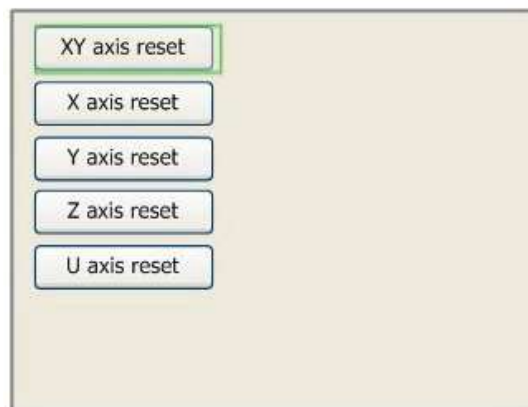 XY axis reset
X axis reset
Y axis reset
Z axis reset
U axis reset